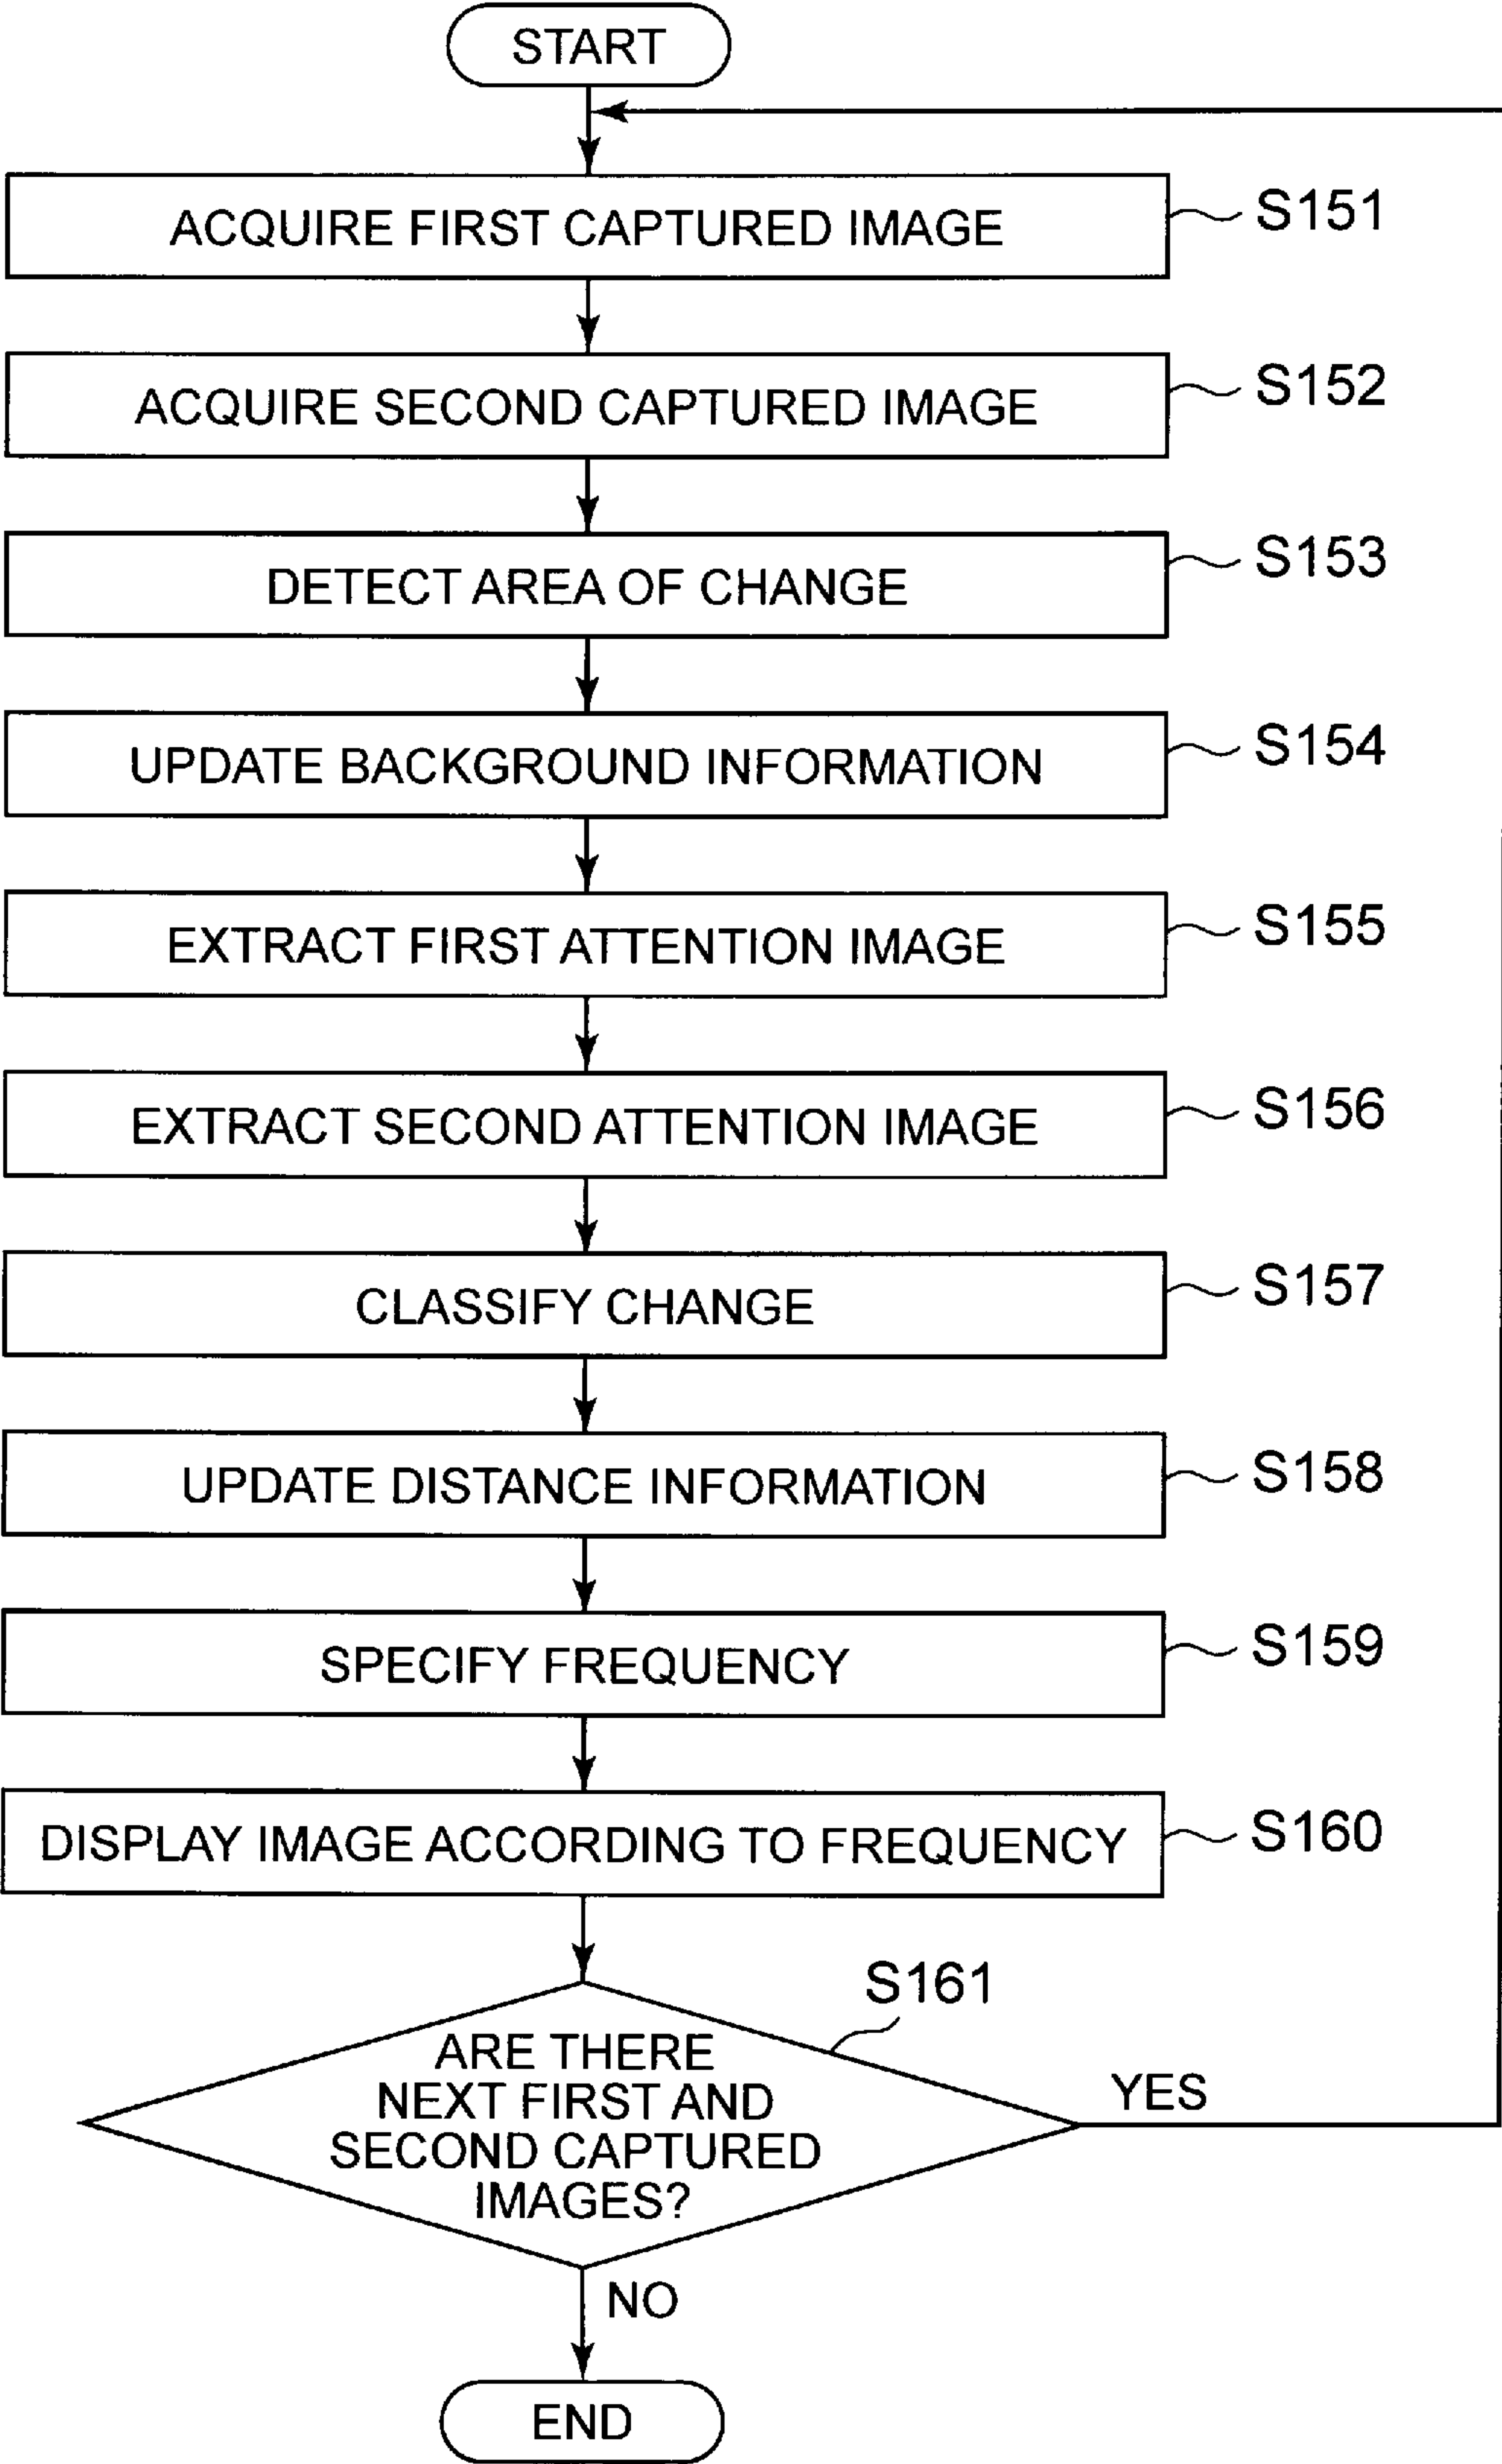 START
ACQUIRE FIRST CAPTURED IMAGE
S151
ACQUIRE SECOND CAPTURED IMAGE
S152
DETECT AREA OF CHANGE
S153
UPDATE BACKGROUND INFORMATION
S154
EXTRACT FIRST ATTENTION IMAGE
S155
EXTRACT SECOND ATTENTION IMAGE
S156
CLASSIFY CHANGE
S157
UPDATE DISTANCE INFORMATION
S158
SPECIFY FREQUENCY
S159
DISPLAY IMAGE ACCORDING TO FREQUENCY
S160
S161
ARE THERE
NEXT FIRST AND
SECOND CAPTURED
IMAGES?
YES
NO
END